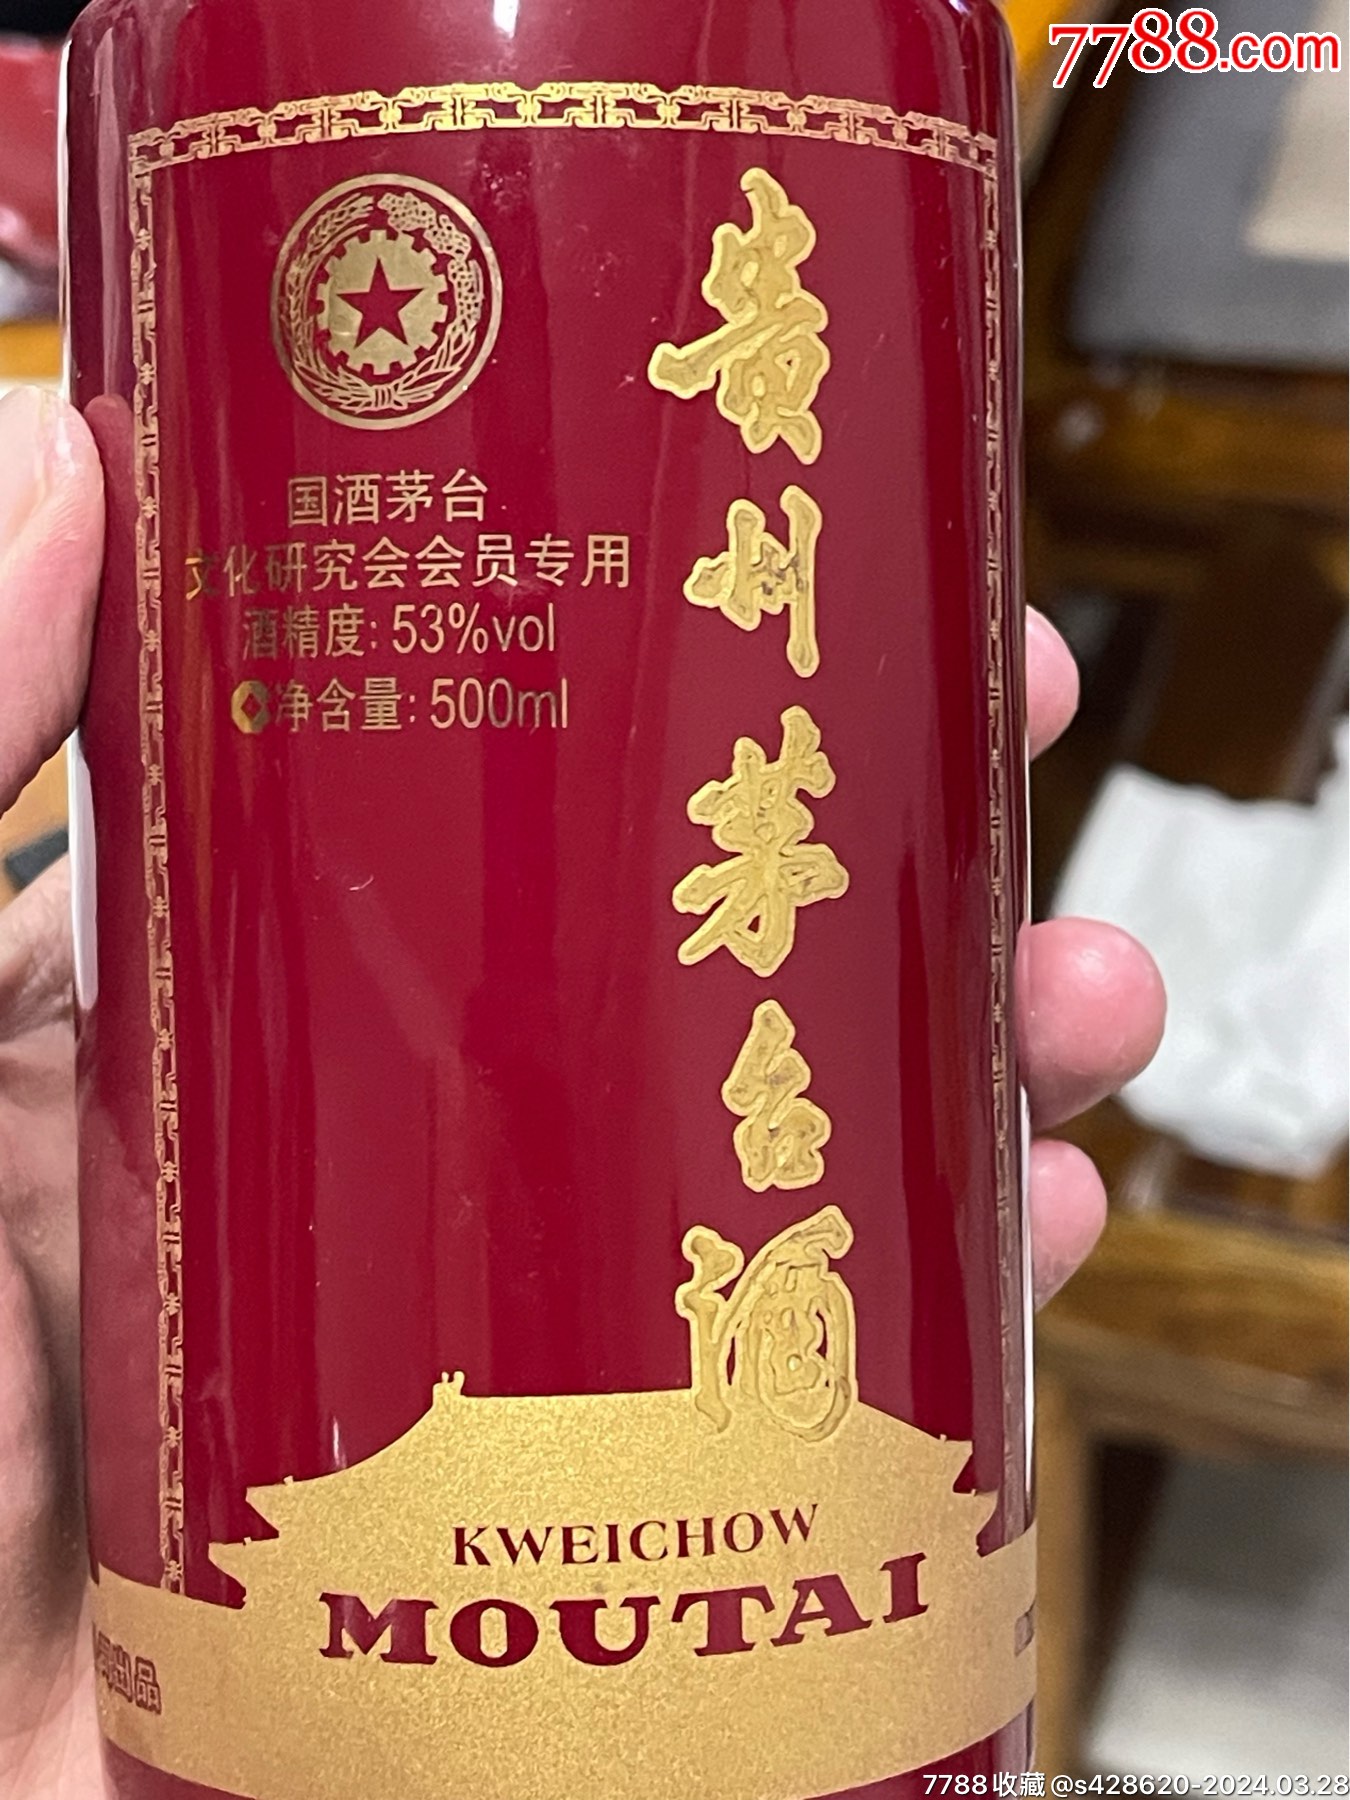 7788.com
国酒茅台
文化研究会会员专用
酒精度: 53%vol
净含量: 500ml
贵州茅台酒
KWEICHOW
MOUTAI
出品
7788收藏@s428620-2024.03.28